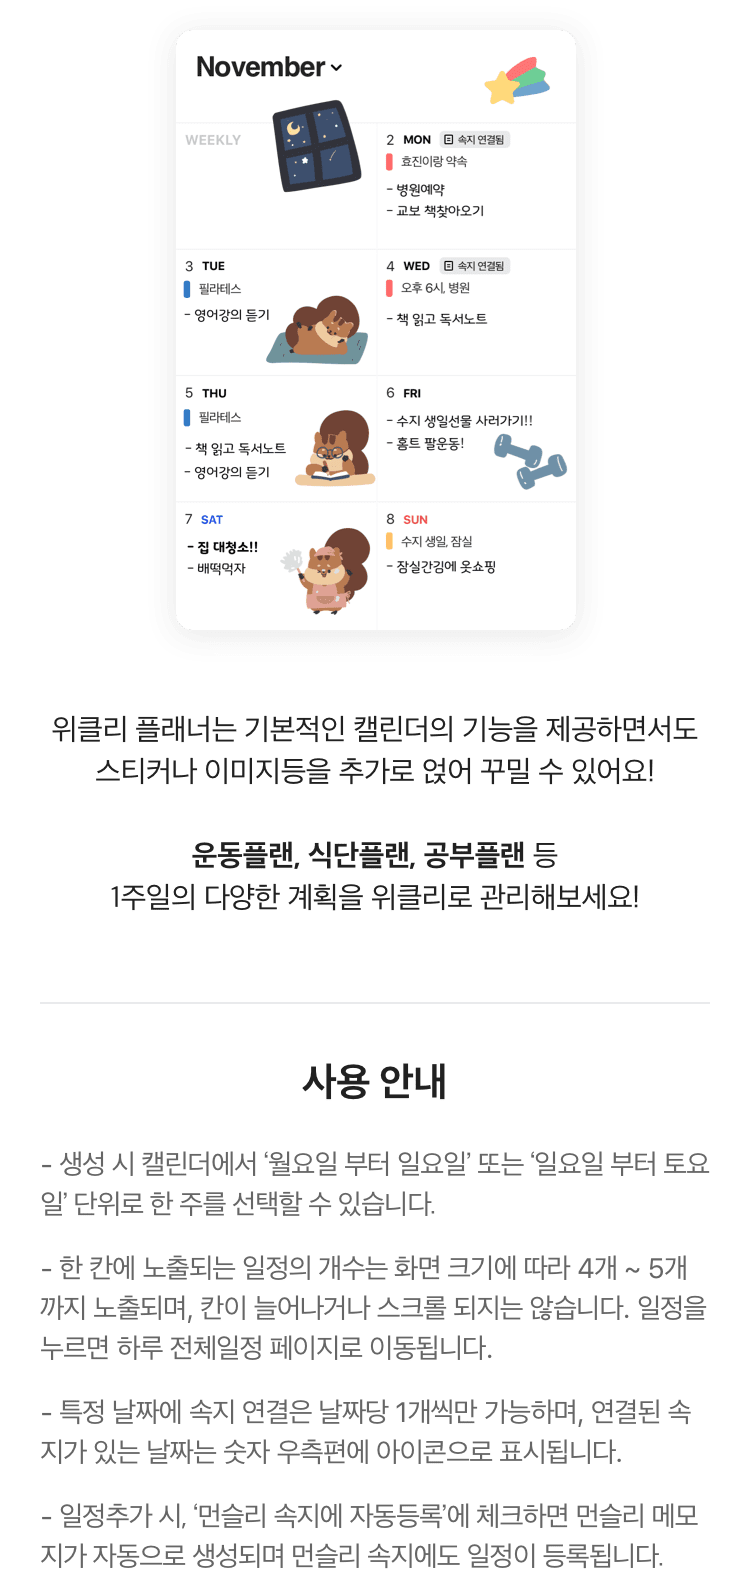 November
WEEKLY
2 MON 속지 연결됨
효진이랑 약속
- 병원예약
- 교보 책찾아오기
3 TUE
필라테스
- 영어강의 듣기
4 WED 속지 연결됨
오후 6시, 병원
- 책 읽고 독서노트
5 THU
필라테스
- 책 읽고 독서노트
- 영어강의 듣기
6 FRI
- 수지 생일선물 사러가기!!
- 홈트 팔운동!
7 SAT
- 집 대청소!!
- 배떡먹자
8 SUN
수지 생일, 잠실
- 잠실간김에 옷쇼핑
위클리 플래너는 기본적인 캘린더의 기능을 제공하면서도
스티커나 이미지등을 추가로 얹어 꾸밀 수 있어요!
운동플랜, 식단플랜, 공부플랜 등
1주일의 다양한 계획을 위클리로 관리해보세요!
사용 안내
- 생성 시 캘린더에서 ‘월요일 부터 일요일’ 또는 ‘일요일 부터 토요
일’ 단위로 한 주를 선택할 수 있습니다.
- 한 칸에 노출되는 일정의 개수는 화면 크기에 따라 4개 ~ 5개
까지 노출되며, 칸이 늘어나거나 스크롤 되지는 않습니다. 일정을
누르면 하루 전체일정 페이지로 이동됩니다.
- 특정 날짜에 속지 연결은 날짜당 1개씩만 가능하며, 연결된 속
지가 있는 날짜는 숫자 우측편에 아이콘으로 표시됩니다.
- 일정추가 시, ‘먼슬리 속지에 자동등록’에 체크하면 먼슬리 메모
지가 자동으로 생성되며 먼슬리 속지에도 일정이 등록됩니다.